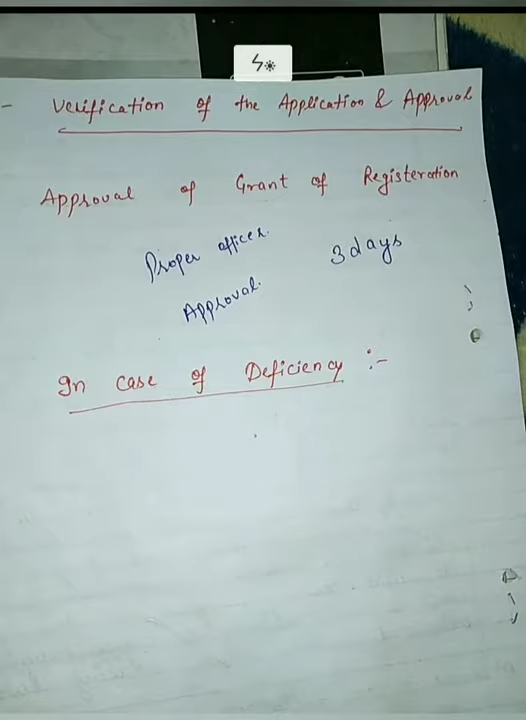 - Verification of the Application & Approval
Approval of Grant of Registeration
Proper officer. 3 days
Approval.
In case of Deficiency :-